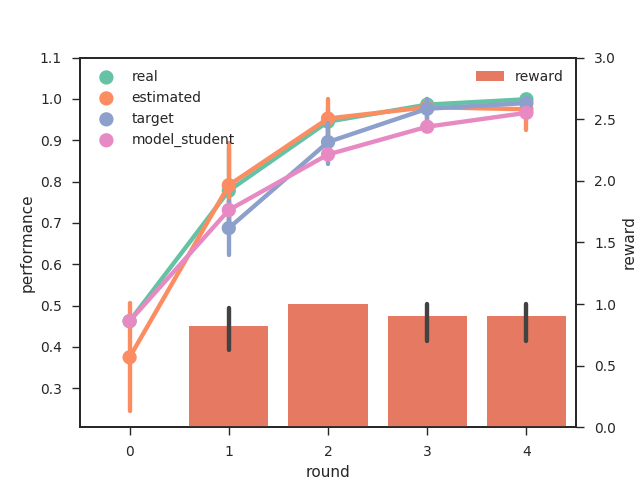 real
estimated
target
model_student
reward
performance
1.1
1.0
0.9
0.8
0.7
0.6
0.5
0.4
0.3
3.0
2.5
2.0
1.5
1.0
0.5
0.0
reward
0 1 2 3 4
round